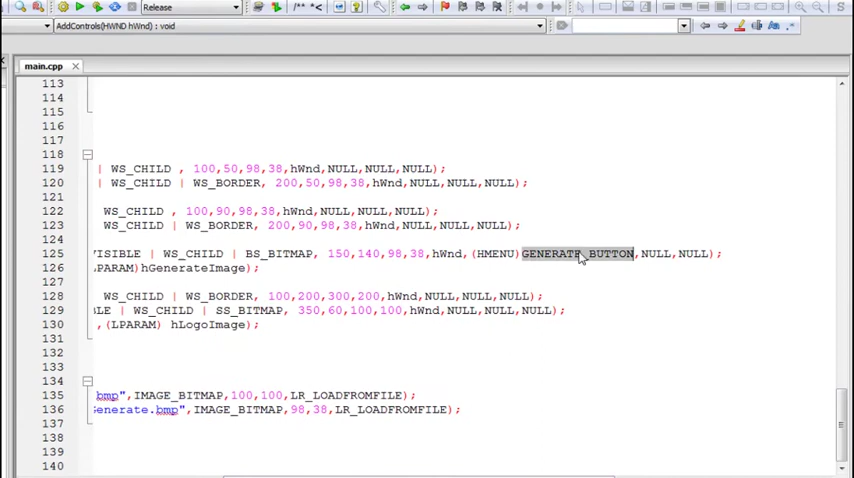 Release
/** *<
AddControls(HWND hWnd) : void
Aa
main.cpp
113
114
115
116
117
118
119 | WS_CHILD , 100,50,98,38,hWnd,NULL,NULL,NULL);
120 | WS_CHILD | WS_BORDER, 200,50,98,38,hWnd,NULL,NULL,NULL);
121
122 WS_CHILD , 100,90,98,38,hWnd,NULL,NULL,NULL);
123 WS_CHILD | WS_BORDER, 200,90,98,38,hWnd,NULL,NULL,NULL);
124
125 VISIBLE | WS_CHILD | BS_BITMAP, 150,140,98,38,hWnd,(HMENU)GENERATE_BUTTON,NULL,NULL);
126 LPARAM)hGenerateImage);
127
128 WS_CHILD | WS_BORDER, 100,200,300,200,hWnd,NULL,NULL,NULL);
129 BLE | WS_CHILD | SS_BITMAP, 350,60,100,100,hWnd,NULL,NULL,NULL);
130 ,(LPARAM) hLogoImage);
131
132
133
134
135 bmp",IMAGE_BITMAP,100,100,LR_LOADFROMFILE);
136 Generate.bmp",IMAGE_BITMAP,98,38,LR_LOADFROMFILE);
137
138
139
140